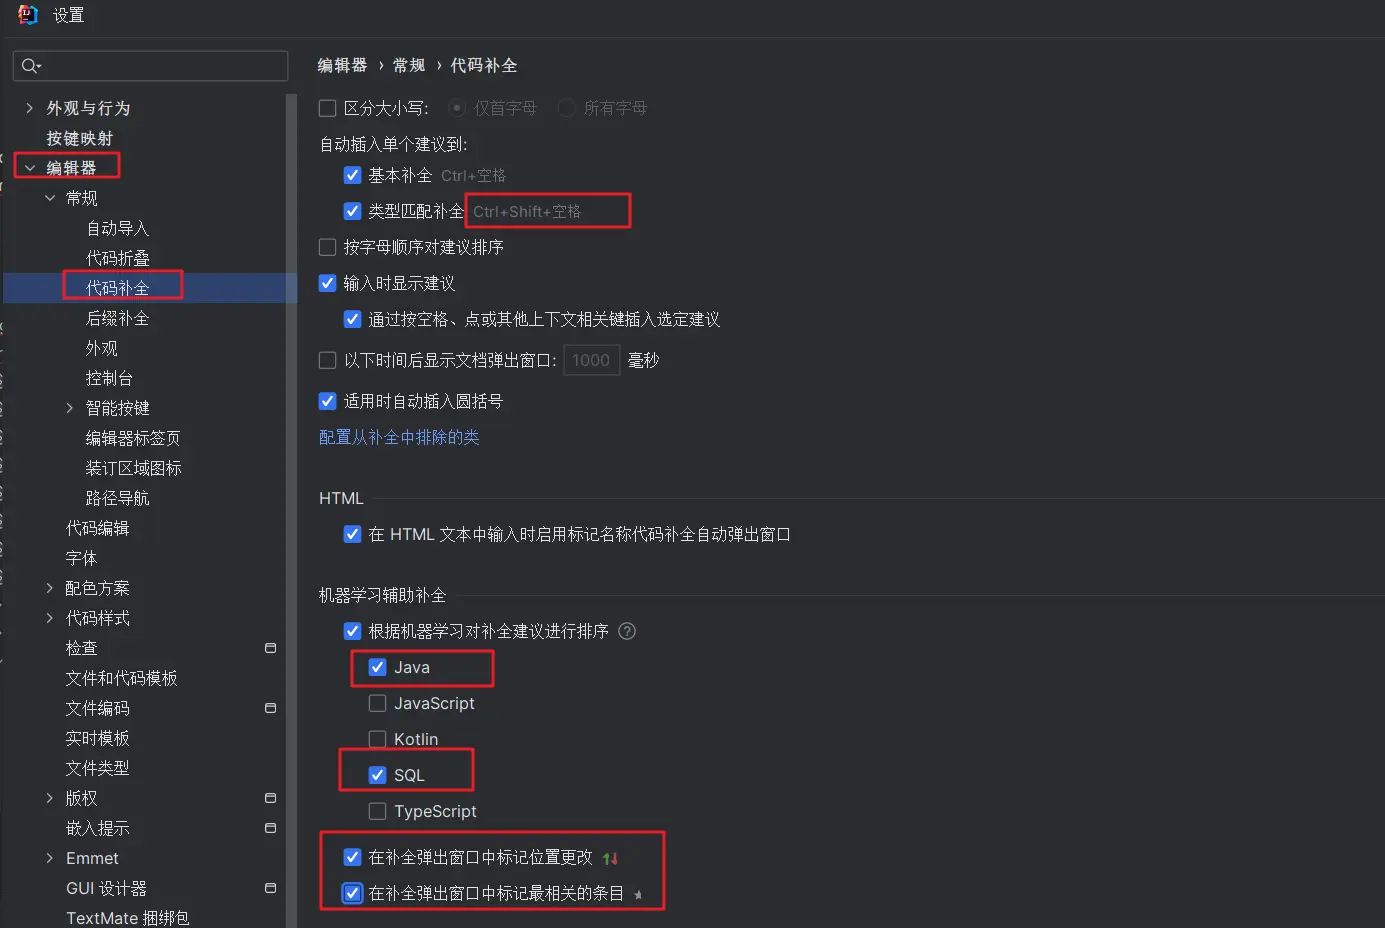 设置
外观与行为
按键映射
编辑器
常规
自动导入
代码折叠
代码补全
后缀补全
外观
控制台
智能按键
编辑器标签页
装订区域图标
路径导航
代码编辑
字体
配色方案
代码样式
检查
文件和代码模板
文件编码
实时模板
文件类型
版权
嵌入提示
Emmet
GUI 设计器
TextMate 捆绑包
编辑器 › 常规 › 代码补全
区分大小写: 仅首字母 所有字母
自动插入单个建议到:
基本补全 Ctrl+空格
类型匹配补全 Ctrl+Shift+空格
按字母顺序对建议排序
输入时显示建议
通过按空格、点或其他上下文相关键插入选定建议
以下时间后显示文档弹出窗口: 1000 毫秒
适用时自动插入圆括号
配置从补全中排除的类
HTML
在 HTML 文本中输入时启用标记名称代码补全自动弹出窗口
机器学习辅助补全
根据机器学习对补全建议进行排序
Java
JavaScript
Kotlin
SQL
TypeScript
在补全弹出窗口中标记位置更改
在补全弹出窗口中标记最相关的条目